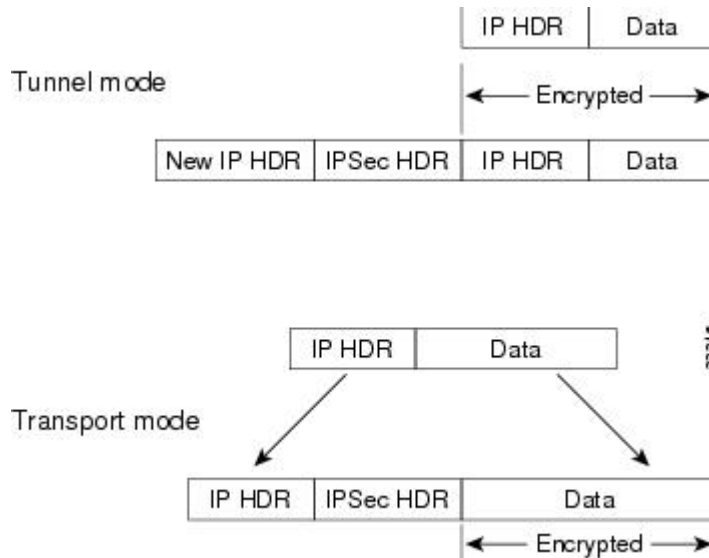 IP HDR Data
Tunnel mode
Encrypted
New IP HDR IPSec HDR IP HDR Data
IP HDR Data
Transport mode
IP HDR IPSec HDR Data
Encrypted